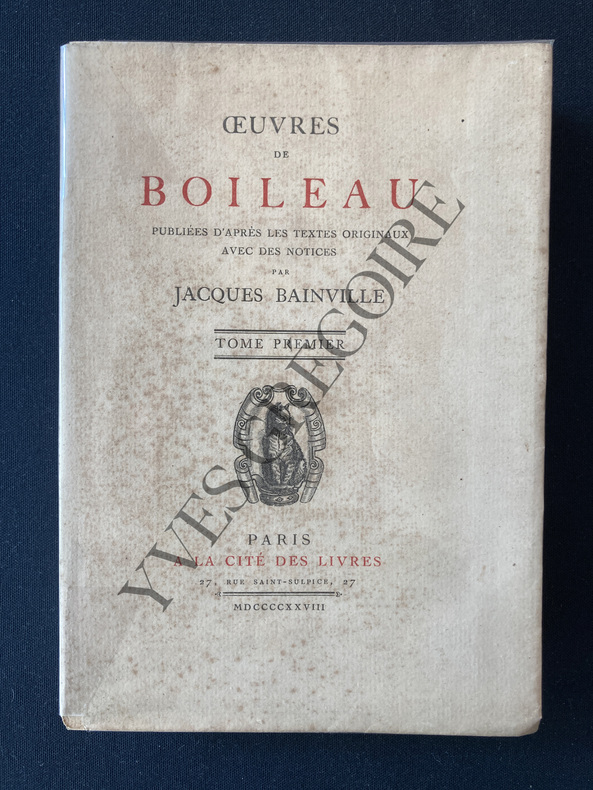 ŒUVRES
DE
BOILEAU
PUBLIÉES D'APRÈS LES TEXTES ORIGINAUX
AVEC DES NOTICES
PAR
JACQUES BAINVILLE
TOME PREMIER
PARIS
A LA CITÉ DES LIVRES
27, RUE SAINT-SULPICE, 27
MDCCCCXXVIII
YVES GREGOIRE